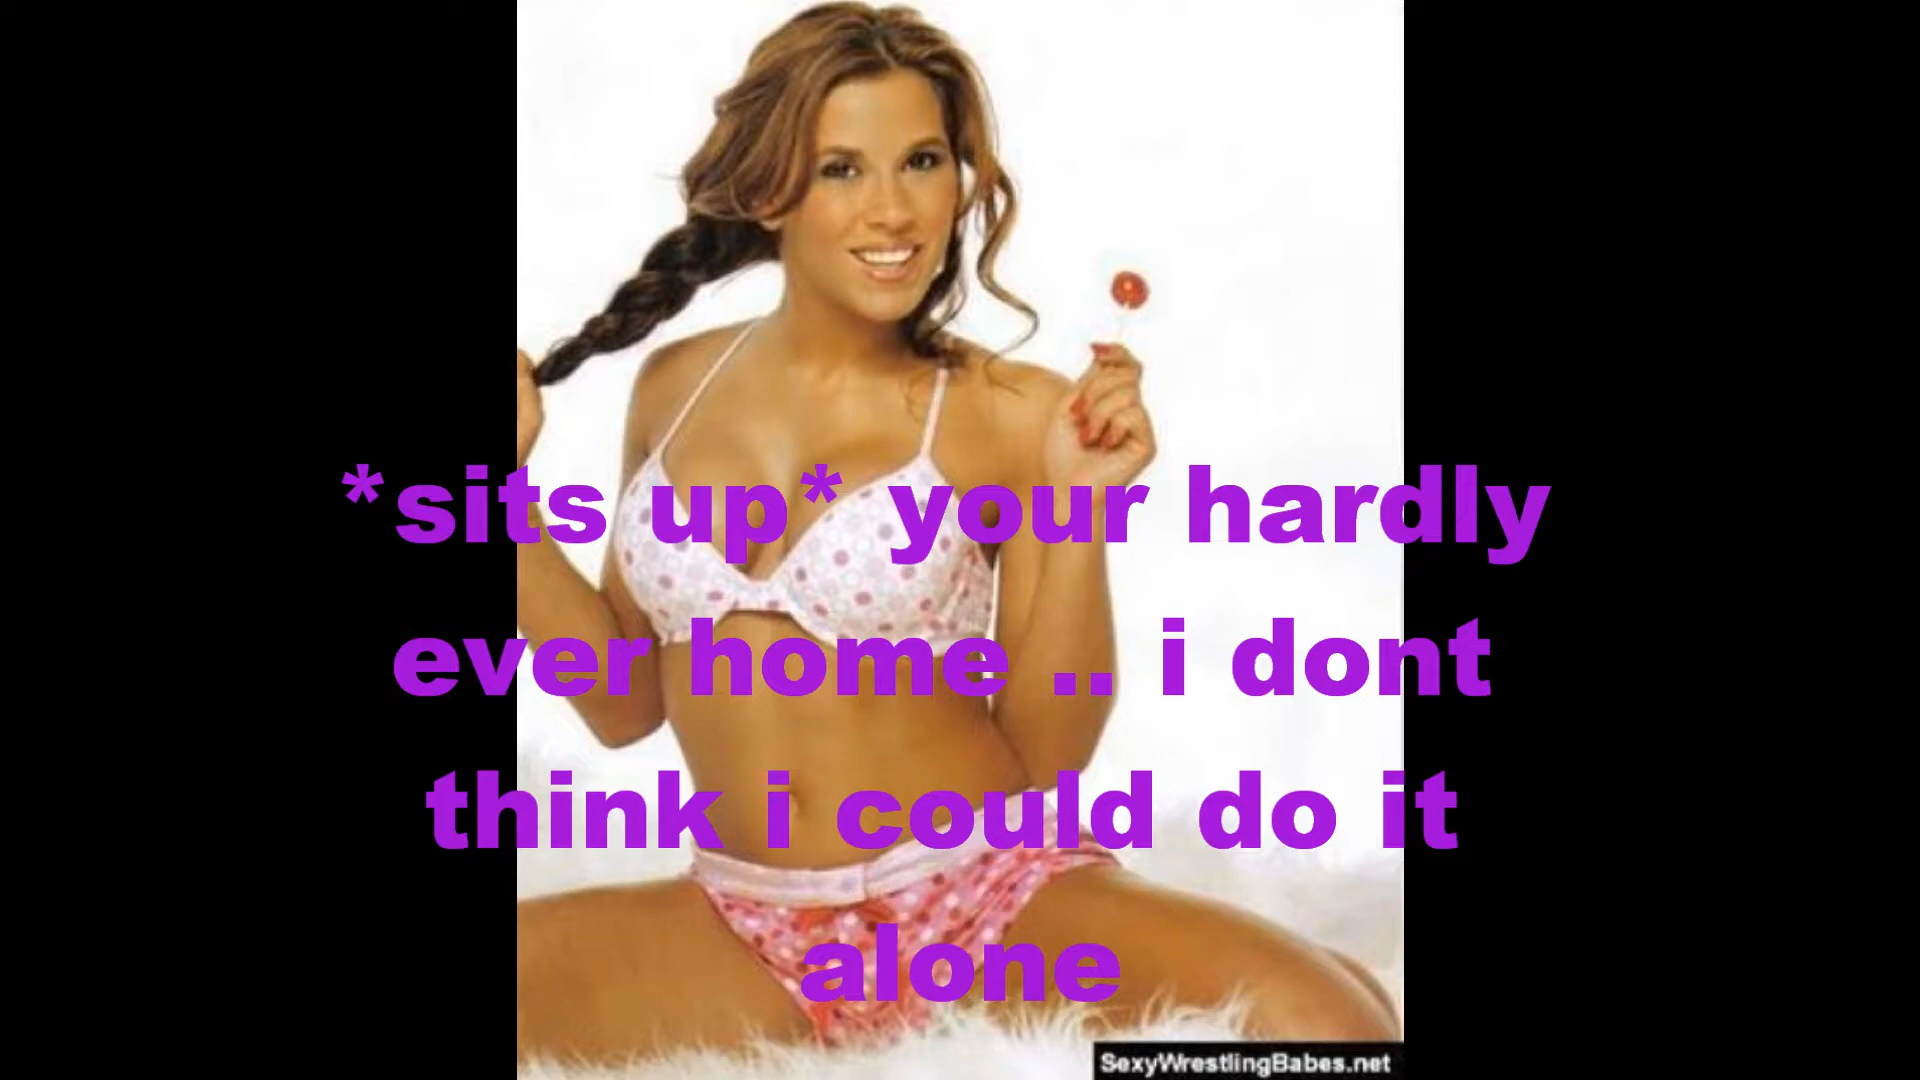 *sits up* your hardly
ever home .. i dont
think i could do it
alone
SexyWrestlingBabes.net